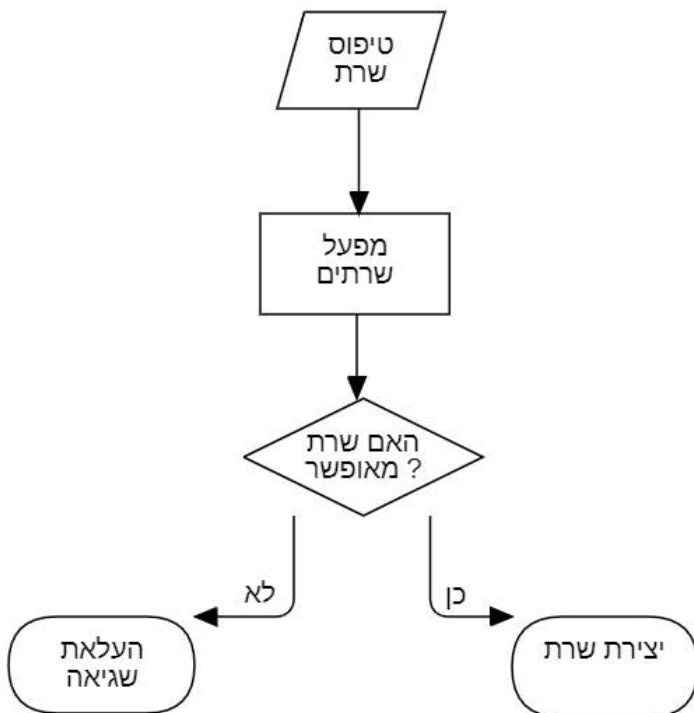 טיפוס
שרת
מפעל
שרתים
האם שרת
מאופשר ?
לא
כן
העלאת
שגיאה
יצירת שרת